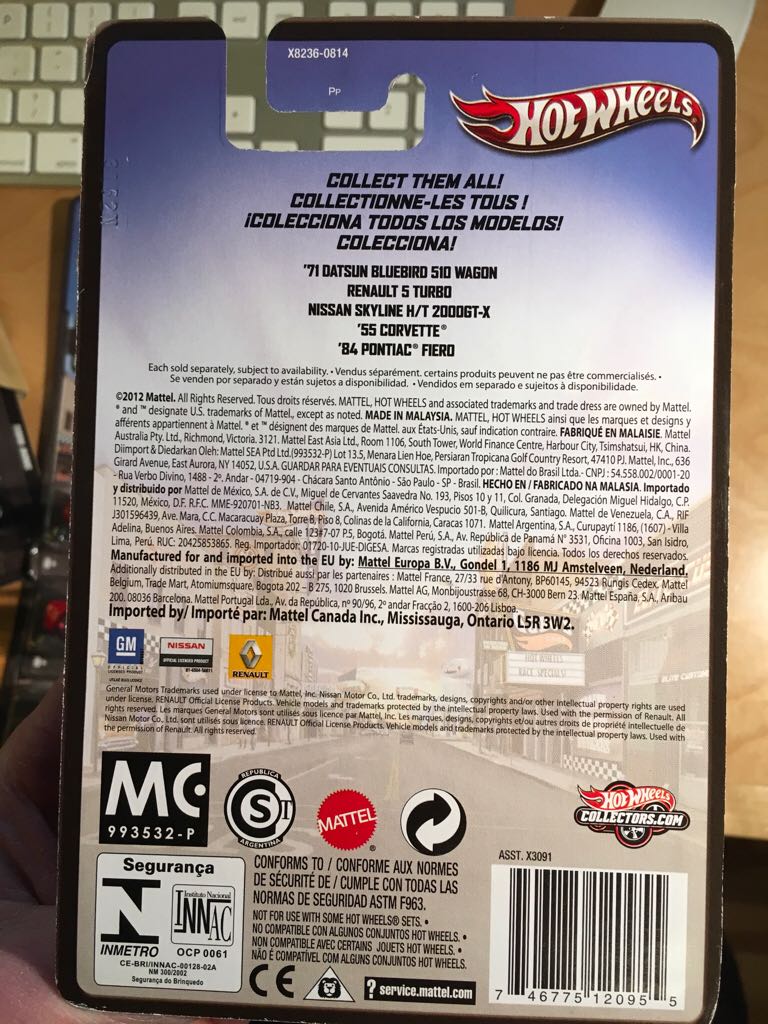 X8236-0814
PP
HOT WHEELS
COLLECT THEM ALL!
COLLECTIONNE-LES TOUS !
¡COLECCIONA TODOS LOS MODELOS!
COLECCIONA!
'71 DATSUN BLUEBIRD 510 WAGON
RENAULT 5 TURBO
NISSAN SKYLINE H/T 2000GT-X
'55 CORVETTE®
'84 PONTIAC® FIERO
Each sold separately, subject to availability. • Vendus séparément. certains produits peuvent ne pas être commercialisés. •
Se venden por separado y están sujetos a disponibilidad. • Vendidos em separado e sujeitos à disponibilidade.
©2012 Mattel. All Rights Reserved. Tous droits réservés. MATTEL, HOT WHEELS and associated trademarks and trade dress are owned by Mattel.
® and ™ designate U.S. trademarks of Mattel., except as noted. MADE IN MALAYSIA. MATTEL, HOT WHEELS ainsi que les marques et designs y
afférents appartiennent à Mattel. ® et ™ désignent des marques de Mattel. aux États-Unis, sauf indication contraire. FABRIQUÉ EN MALAISIE. Mattel
Australia Pty. Ltd., Richmond, Victoria. 3121. Mattel East Asia Ltd., Room 1106, South Tower, World Finance Centre, Harbour City, Tsimshatsui, HK, China.
Diimport & Diedarkan Oleh: Mattel SEA Ptd Ltd.(993532-P) Lot 13.5, Menara Lien Hoe, Persiaran Tropicana Golf Country Resort, 47410 PJ. Mattel, Inc., 636
Girard Avenue, East Aurora, NY 14052, U.S.A. GUARDAR PARA EVENTUAIS CONSULTAS. Importado por : Mattel do Brasil Ltda.- CNPJ : 54.558.002/0001-20
- Rua Verbo Divino, 1488 - 2º. Andar - 04719-904 - Chácara Santo Antônio - São Paulo - SP - Brasil. HECHO EN / FABRICADO NA MALASIA. Importado
y distribuido por Mattel de México, S.A. de C.V., Miguel de Cervantes Saavedra No. 193, Pisos 10 y 11, Col. Granada, Delegación Miguel Hidalgo, C.P.
11520, México, D.F. R.F.C. MME-920701-NB3. Mattel Chile, S.A., Avenida Américo Vespucio 501-B, Quilicura, Santiago. Mattel de Venezuela, C.A., RIF
J301596439, Ave. Mara, C.C. Macaracuay Plaza, Torre B, Piso 8, Colinas de la California, Caracas 1071. Mattel Argentina, S.A., Curupaytí 1186, (1607) - Villa
Adelina, Buenos Aires. Mattel Colombia, S.A., calle 123#7-07 P.5, Bogotá. Mattel Perú, S.A., Av. República de Panamá N° 3531, Oficina 1003, San Isidro,
Lima, Perú. RUC: 20425853865. Reg. Importador: 01720-10-JUE-DIGESA. Marcas registradas utilizadas bajo licencia. Todos los derechos reservados.
Manufactured for and imported into the EU by: Mattel Europa B.V., Gondel 1, 1186 MJ Amstelveen, Nederland.
Additionally distributed in the EU by: Distribué aussi par les partenaires : Mattel France, 27/33 rue d'Antony, BP60145, 94523 Rungis Cedex. Mattel
Belgium, Trade Mart, Atomiumsquare, Bogota 202 – B 275, 1020 Brussels. Mattel AG, Monbijoustrasse 68, CH-3000 Bern 23. Mattel España, S.A., Aribau
200. 08036 Barcelona. Mattel Portugal Lda., Av. da República, nº 90/96, 2º andar Fracção 2, 1600-206 Lisboa.
Imported by/ Importé par: Mattel Canada Inc., Mississauga, Ontario L5R 3W2.
GM
OFFICIAL
LICENSED PRODUCT
NISSAN
OFFICIAL LICENSED PRODUCT
RENAULT
General Motors Trademarks used under license to Mattel, Inc. Nissan Motor Co., Ltd. trademarks, designs, copyrights and/or other intellectual property rights are used
under license. RENAULT Official License Products. Vehicle models and trademarks protected by the intellectual property laws. Used with the permission of Renault. All
rights reserved. Les marques General Motors sont utilisés sous licence par Mattel, Inc. Les marques, designs, copyrights et/ou autres droits de propriété intellectuelle de
Nissan Motor Co., Ltd. sont utilisés sous licence. RENAULT Official License Products. Vehicle models and trademarks protected by the intellectual property laws. Used with
the permission of Renault. All rights reserved.
MC
993532-P
REPUBLICA
ST
ARGENTINA
MATTEL®
HOT WHEELS
COLLECTORS.COM
Segurança
Instituto Nacional
INNAC
INMETRO
OCP 0061
CE-BRI/INNAC-00128-02A
NM 300/2002
Segurança do Brinquedo
CONFORMS TO / CONFORME AUX NORMES
DE SÉCURITÉ DE / CUMPLE CON TODAS LAS
NORMAS DE SEGURIDAD ASTM F963.
NOT FOR USE WITH SOME HOT WHEELS® SETS. •
NO COMPATIBLE CON ALGUNOS CONJUNTOS HOT WHEELS. •
NON COMPATIBLE AVEC CERTAINS JOUETS HOT WHEELS. •
NÃO É COMPATÍVEL COM ALGUNS CONJUNTOS HOT WHEELS.
CE
? service.mattel.com
ASST. X3091
7 46775 12095 5